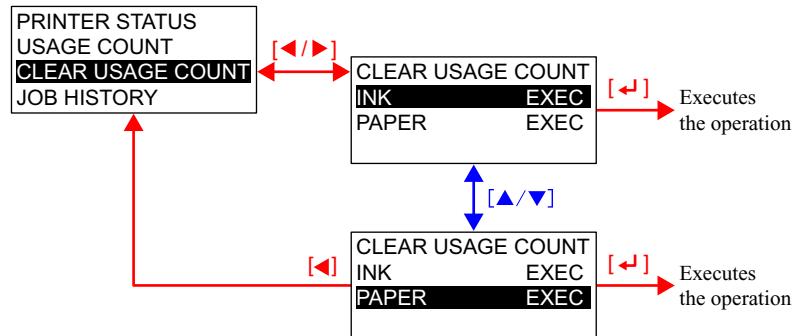 PRINTER STATUS
USAGE COUNT
CLEAR USAGE COUNT
JOB HISTORY
[◀/▶]
CLEAR USAGE COUNT
INK EXEC
PAPER EXEC
[↵]
Executes
the operation
[▲/▼]
[◀]
CLEAR USAGE COUNT
INK EXEC
PAPER EXEC
[↵]
Executes
the operation